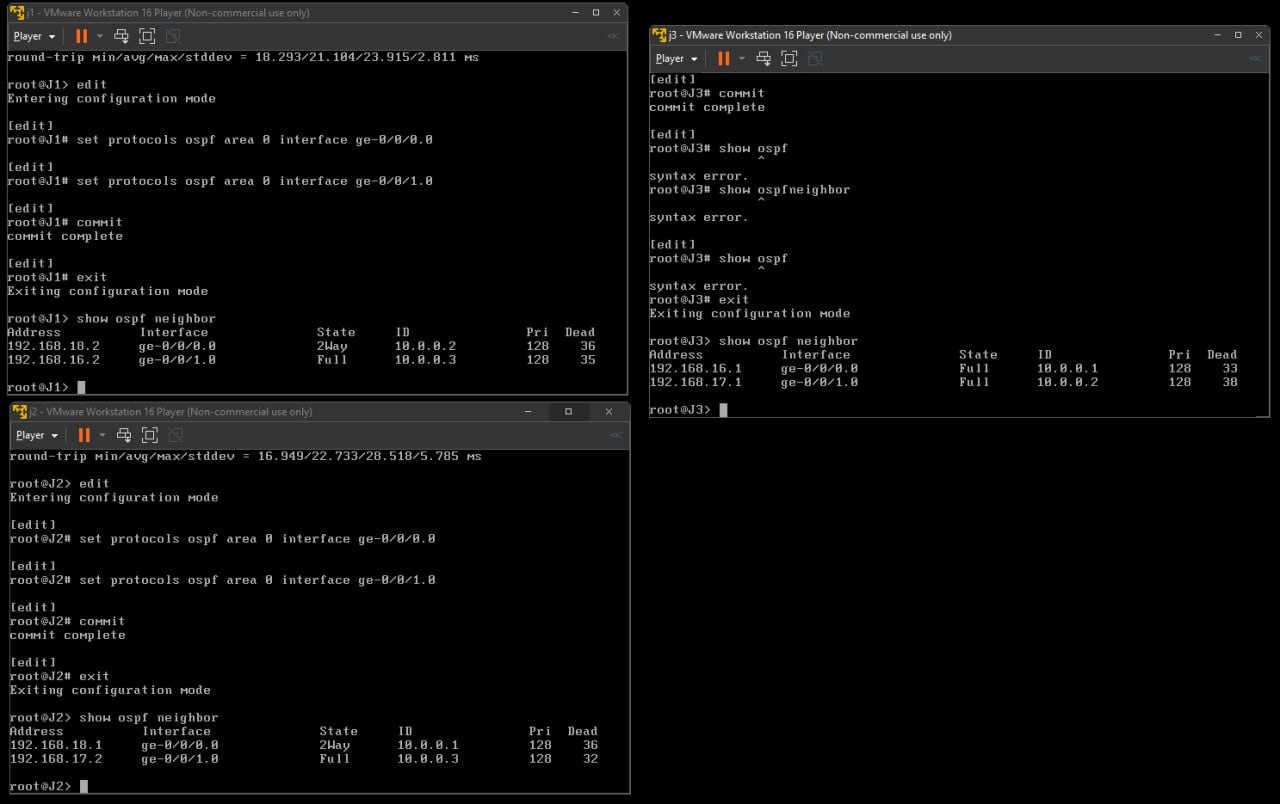 j1 - VMware Workstation 16 Player (Non-commercial use only)
Player
round-trip min/avg/max/stddev = 18.293/21.104/23.915/2.811 ms
root@J1> edit
Entering configuration mode
[edit]
root@J1# set protocols ospf area 0 interface ge-0/0/0.0
[edit]
root@J1# set protocols ospf area 0 interface ge-0/0/1.0
[edit]
root@J1# commit
commit complete
[edit]
root@J1# exit
Exiting configuration mode
root@J1> show ospf neighbor
Address Interface State ID Pri Dead
192.168.18.2 ge-0/0/0.0 2Way 10.0.0.2 128 36
192.168.16.2 ge-0/0/1.0 Full 10.0.0.3 128 35
root@J1>
j2 - VMware Workstation 16 Player (Non-commercial use only)
Player
round-trip min/avg/max/stddev = 16.949/22.733/28.518/5.785 ms
root@J2> edit
Entering configuration mode
[edit]
root@J2# set protocols ospf area 0 interface ge-0/0/0.0
[edit]
root@J2# set protocols ospf area 0 interface ge-0/0/1.0
[edit]
root@J2# commit
commit complete
[edit]
root@J2# exit
Exiting configuration mode
root@J2> show ospf neighbor
Address Interface State ID Pri Dead
192.168.18.1 ge-0/0/0.0 2Way 10.0.0.1 128 36
192.168.17.2 ge-0/0/1.0 Full 10.0.0.3 128 32
root@J2>
j3 - VMware Workstation 16 Player (Non-commercial use only)
Player
[edit]
root@J3# commit
commit complete
[edit]
root@J3# show ospf
^
syntax error.
root@J3# show ospfneighbor
^
syntax error.
[edit]
root@J3# show ospf
^
syntax error.
root@J3# exit
Exiting configuration mode
root@J3> show ospf neighbor
Address Interface State ID Pri Dead
192.168.16.1 ge-0/0/0.0 Full 10.0.0.1 128 33
192.168.17.1 ge-0/0/1.0 Full 10.0.0.2 128 38
root@J3>